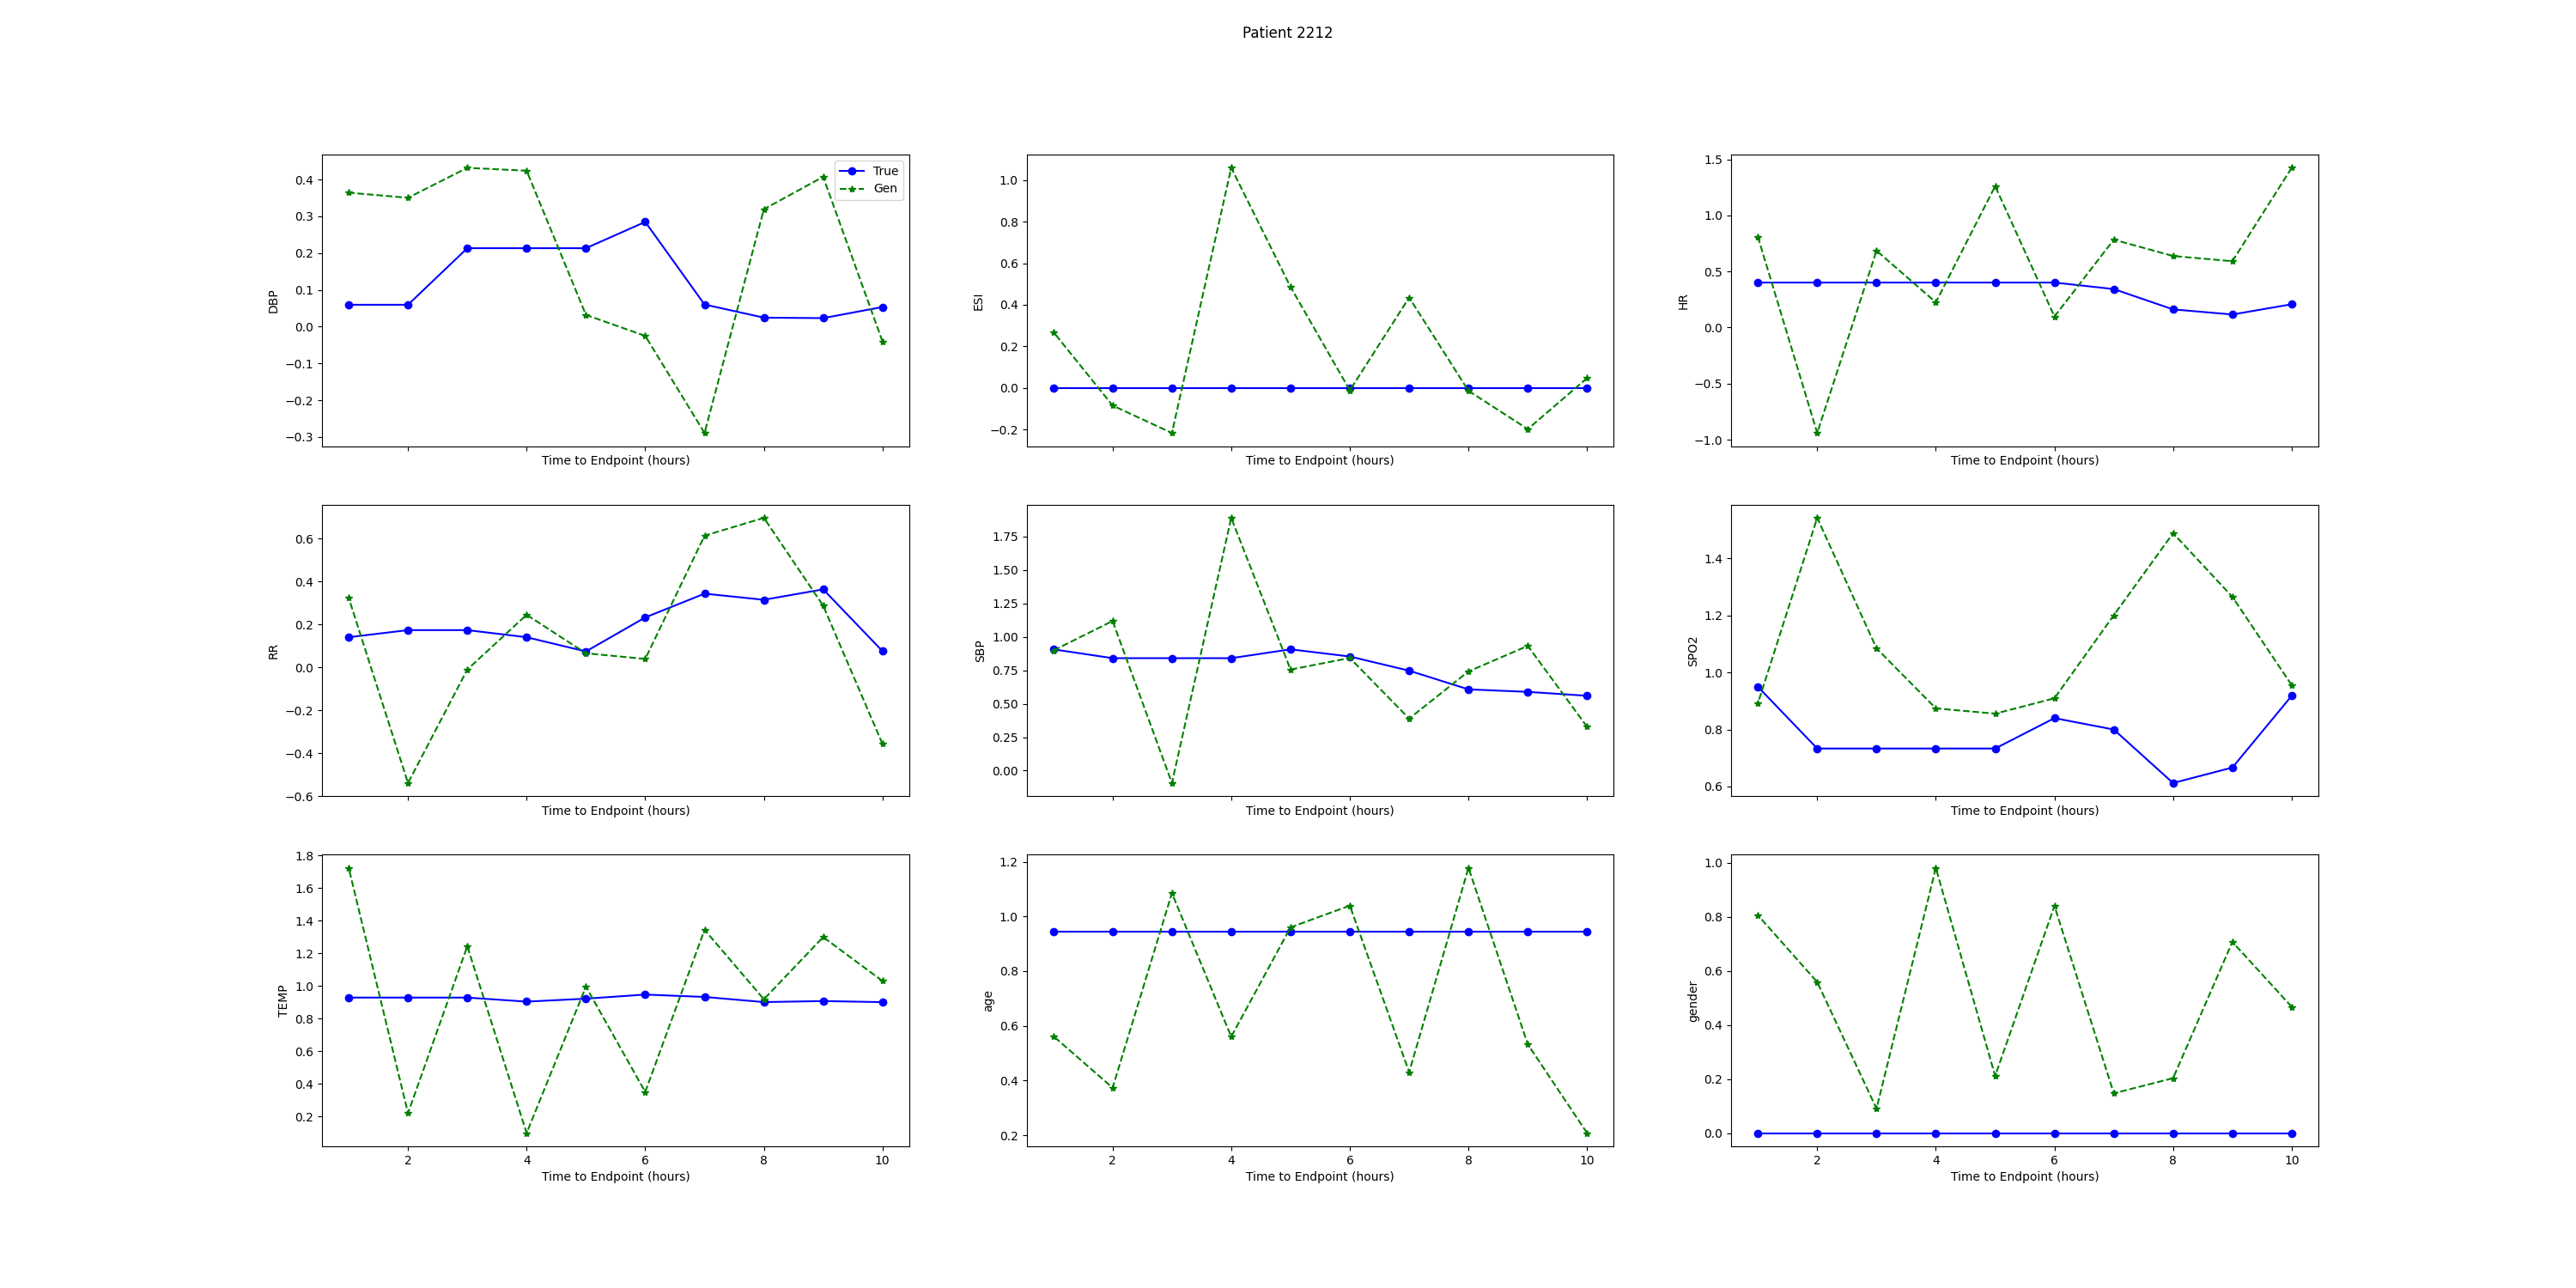 Patient 2212
DBP
0.4
0.3
0.2
0.1
0.0
−0.1
−0.2
−0.3
True
Gen
Time to Endpoint (hours)
ESI
1.0
0.8
0.6
0.4
0.2
0.0
−0.2
Time to Endpoint (hours)
HR
1.5
1.0
0.5
0.0
−0.5
−1.0
Time to Endpoint (hours)
RR
0.6
0.4
0.2
0.0
−0.2
−0.4
−0.6
Time to Endpoint (hours)
SBP
1.75
1.50
1.25
1.00
0.75
0.50
0.25
0.00
Time to Endpoint (hours)
SPO2
1.4
1.2
1.0
0.8
0.6
Time to Endpoint (hours)
TEMP
1.8
1.6
1.4
1.2
1.0
0.8
0.6
0.4
0.2
2 4 6 8 10
Time to Endpoint (hours)
age
1.2
1.0
0.8
0.6
0.4
0.2
2 4 6 8 10
Time to Endpoint (hours)
gender
1.0
0.8
0.6
0.4
0.2
0.0
2 4 6 8 10
Time to Endpoint (hours)